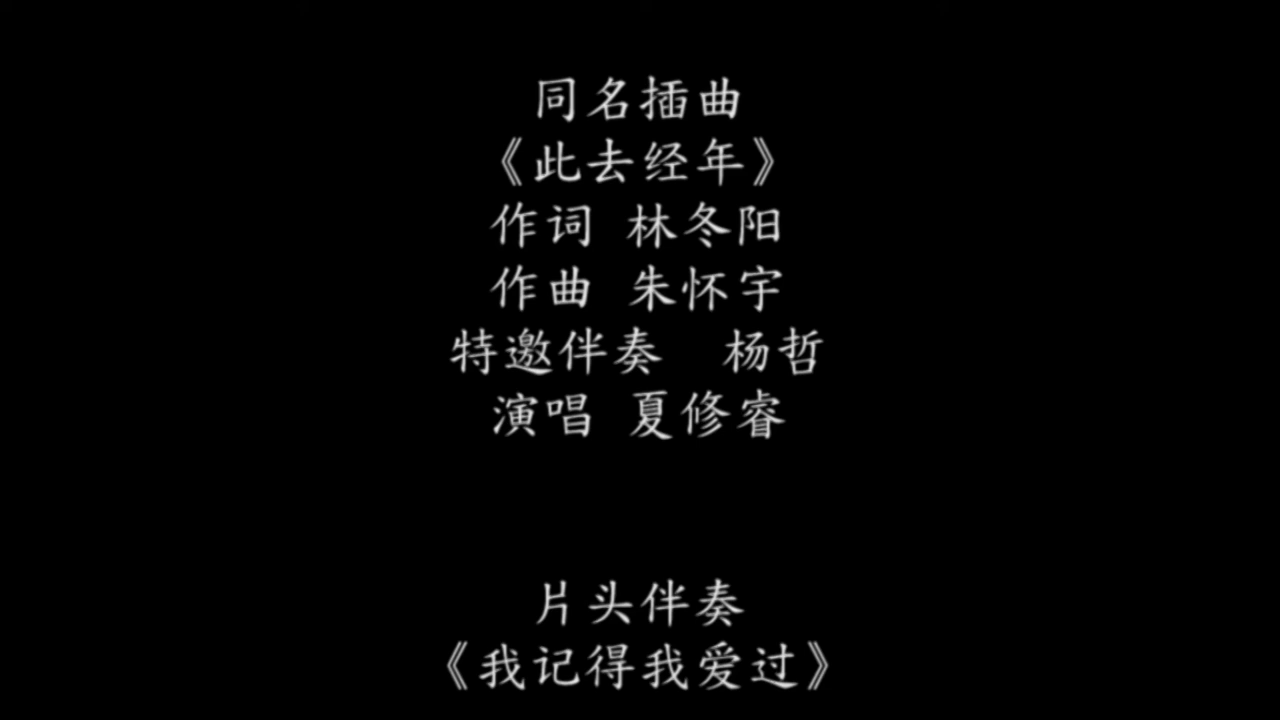 同名插曲
《此去经年》
作词 林冬阳
作曲 朱怀宇
特邀伴奏 杨哲
演唱 夏修睿
片头伴奏
《我记得我爱过》